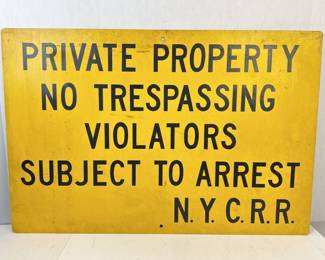 PRIVATE PROPERTY
NO TRESPASSING
VIOLATORS
SUBJECT TO ARREST
N.Y.C.R.R.